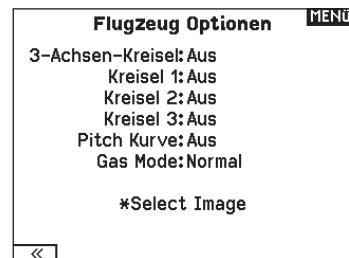 Flugzeug Optionen
MENÜ
3-Achsen-Kreisel: Aus
Kreisel 1: Aus
Kreisel 2: Aus
Kreisel 3: Aus
Pitch Kurve: Aus
Gas Mode: Normal
*Select Image
«